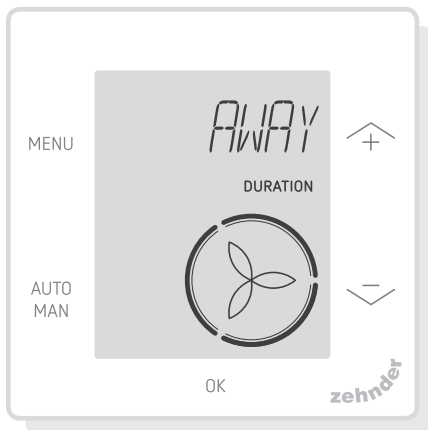 AWAY
MENU
+
DURATION
AUTO
MAN
−
OK
zehnder